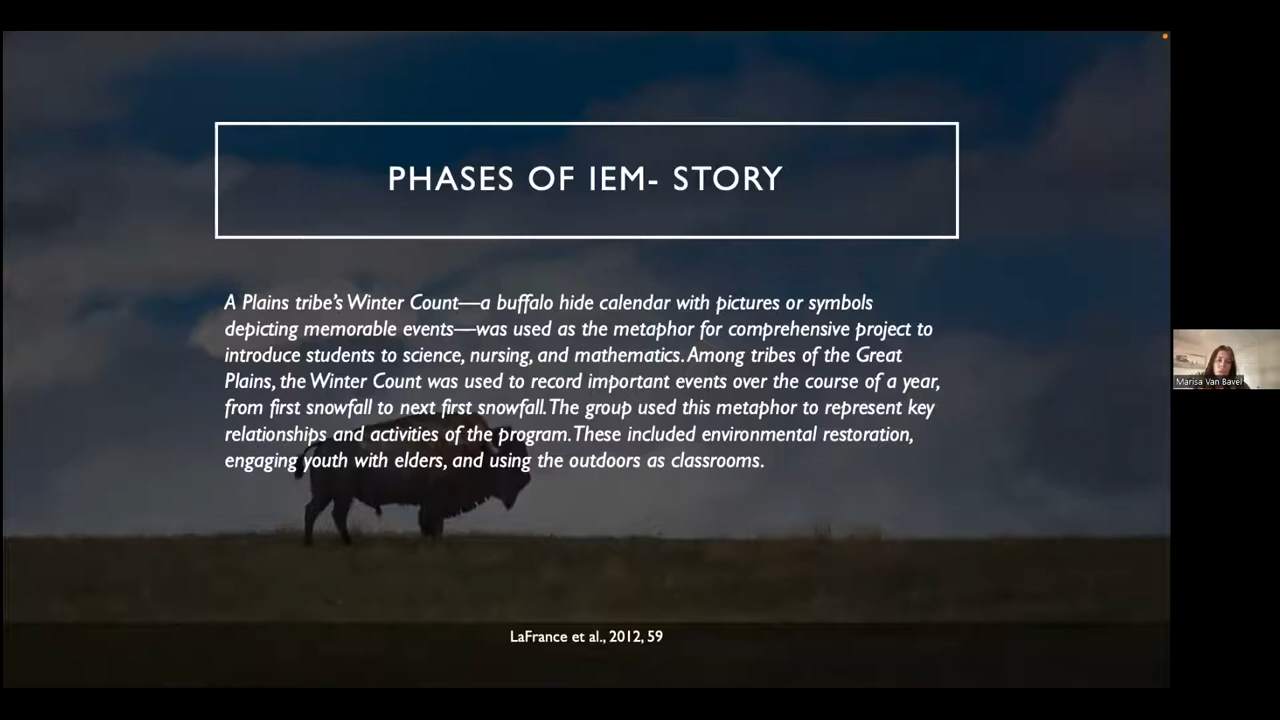 PHASES OF IEM- STORY
A Plains tribe's Winter Count—a buffalo hide calendar with pictures or symbols
depicting memorable events—was used as the metaphor for comprehensive project to
introduce students to science, nursing, and mathematics. Among tribes of the Great
Plains, the Winter Count was used to record important events over the course of a year,
from first snowfall to next first snowfall. The group used this metaphor to represent key
relationships and activities of the program. These included environmental restoration,
engaging youth with elders, and using the outdoors as classrooms.
LaFrance et al., 2012, 59
Marisa Van Bavel